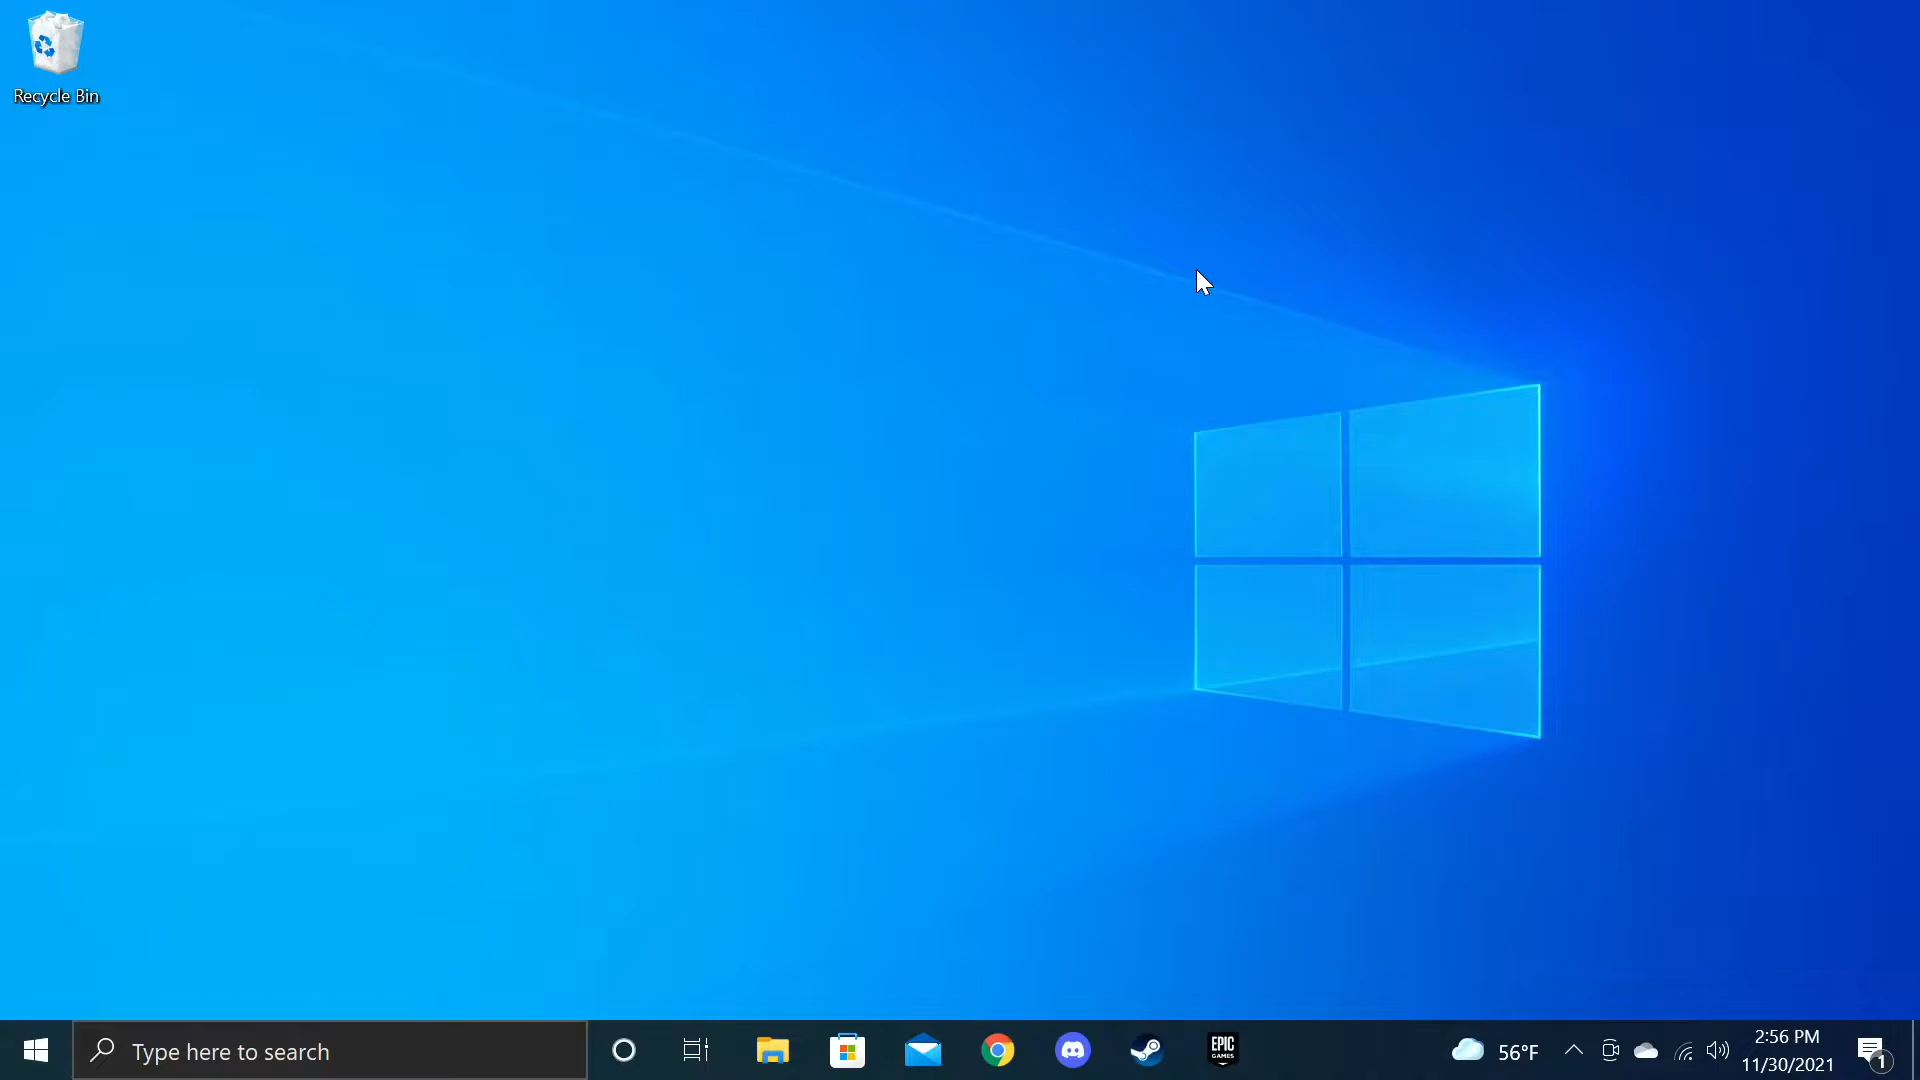 Recycle Bin
Type here to search
EPIC
GAMES
56°F
2:56 PM
11/30/2021
1